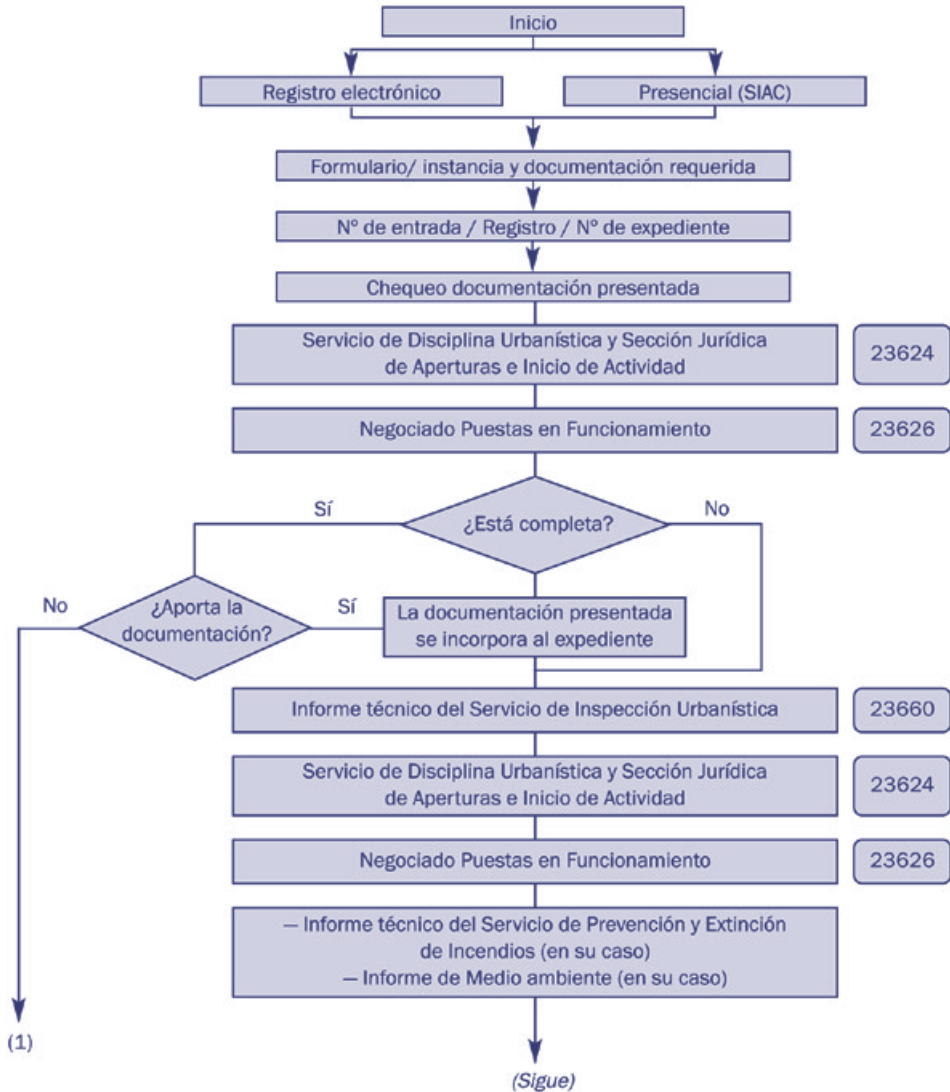 Inicio
Registro electrónico
Presencial (SIAC)
Formulario/ instancia y documentación requerida
Nº de entrada / Registro / Nº de expediente
Chequeo documentación presentada
Servicio de Disciplina Urbanística y Sección Jurídica
de Aperturas e Inicio de Actividad
23624
Negociado Puestas en Funcionamiento
23626
Sí
¿Está completa?
No
No
¿Aporta la
documentación?
Sí
La documentación presentada
se incorpora al expediente
Informe técnico del Servicio de Inspección Urbanística
23660
Servicio de Disciplina Urbanística y Sección Jurídica
de Aperturas e Inicio de Actividad
23624
Negociado Puestas en Funcionamiento
23626
— Informe técnico del Servicio de Prevención y Extinción
de Incendios (en su caso)
— Informe de Medio ambiente (en su caso)
(1)
(Sigue)